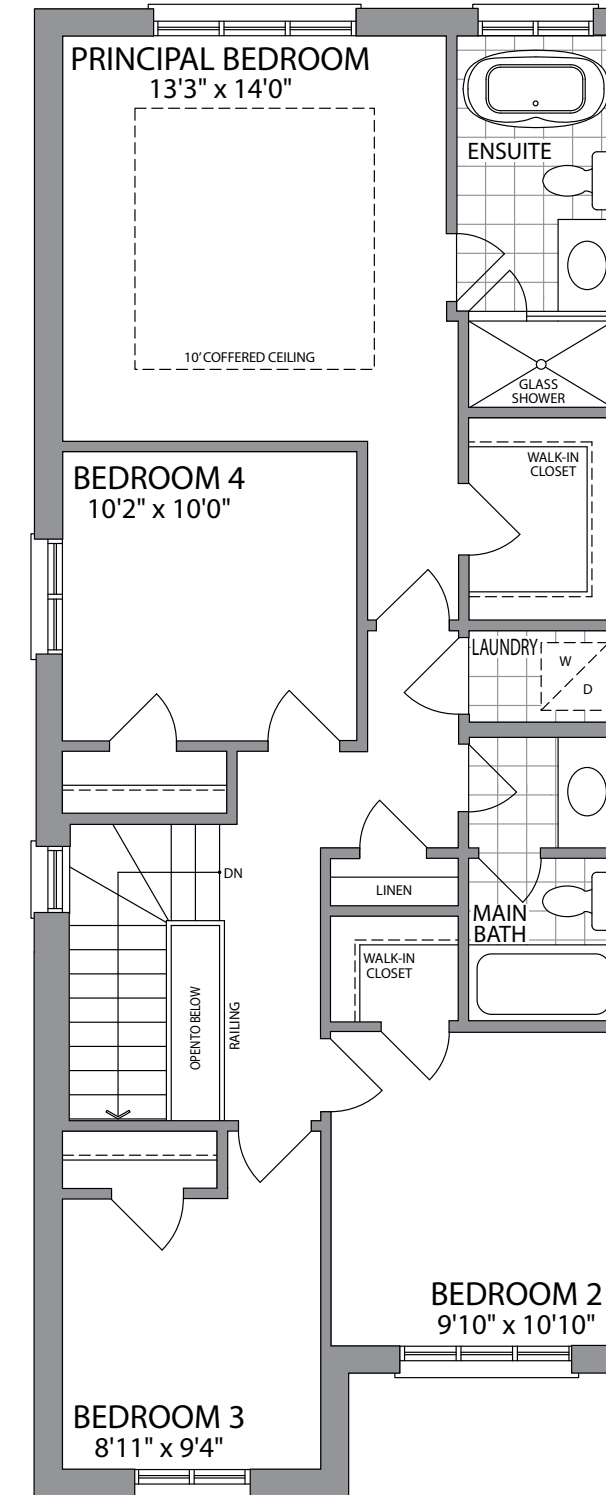 PRINCIPAL BEDROOM
13'3" x 14'0"
ENSUITE
10' COFFERED CEILING
GLASS
SHOWER
WALK-IN
CLOSET
BEDROOM 4
10'2" x 10'0"
LAUNDRY
W
D
DN
LINEN
MAIN
BATH
WALK-IN
CLOSET
OPEN TO BELOW
RAILING
BEDROOM 2
9'10" x 10'10"
BEDROOM 3
8'11" x 9'4"